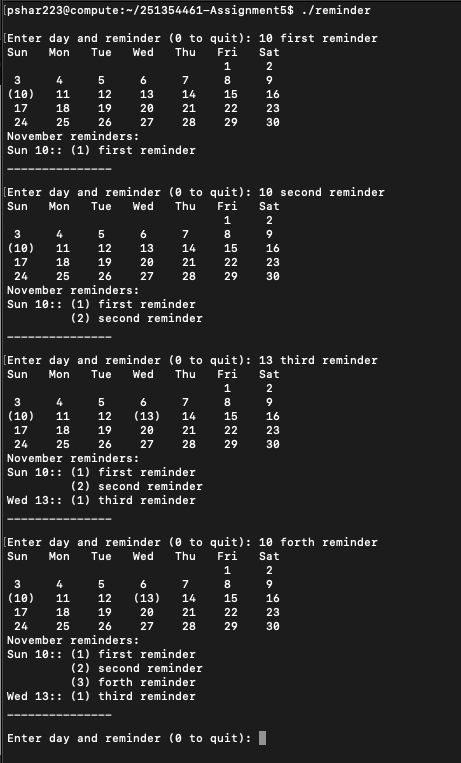 [pshar223@compute:~/251354461-Assignment5$ ./reminder
[Enter day and reminder (0 to quit): 10 first reminder
Sun   Mon   Tue   Wed   Thu   Fri   Sat
                               1     2
 3     4     5     6     7     8     9
(10)   11    12    13    14    15    16
 17    18    19    20    21    22    23
 24    25    26    27    28    29    30
November reminders:
Sun 10:: (1) first reminder
_______________
[Enter day and reminder (0 to quit): 10 second reminder
Sun   Mon   Tue   Wed   Thu   Fri   Sat
                               1     2
 3     4     5     6     7     8     9
(10)   11    12    13    14    15    16
 17    18    19    20    21    22    23
 24    25    26    27    28    29    30
November reminders:
Sun 10:: (1) first reminder
         (2) second reminder
_______________
[Enter day and reminder (0 to quit): 13 third reminder
Sun   Mon   Tue   Wed   Thu   Fri   Sat
                               1     2
 3     4     5     6     7     8     9
(10)   11    12   (13)   14    15    16
 17    18    19    20    21    22    23
 24    25    26    27    28    29    30
November reminders:
Sun 10:: (1) first reminder
         (2) second reminder
Wed 13:: (1) third reminder
_______________
[Enter day and reminder (0 to quit): 10 forth reminder
Sun   Mon   Tue   Wed   Thu   Fri   Sat
                               1     2
 3     4     5     6     7     8     9
(10)   11    12   (13)   14    15    16
 17    18    19    20    21    22    23
 24    25    26    27    28    29    30
November reminders:
Sun 10:: (1) first reminder
         (2) second reminder
         (3) forth reminder
Wed 13:: (1) third reminder
_______________
Enter day and reminder (0 to quit):